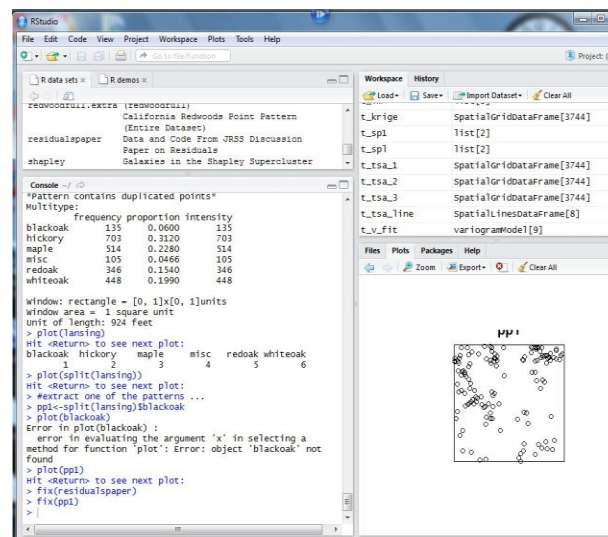 RStudio
File Edit Code View Project Workspace Plots Tools Help
Go to file/function
Project: (
R data sets × R demos ×
redwoodfull.extra (redwoodfull)
California Redwoods Point Pattern
(Entire Dataset)
residualspaper Data and Code From JRSS Discussion
Paper on Residuals
shapley Galaxies in the Shapley Supercluster
Console ~/
*Pattern contains duplicated points*
Multitype:
frequency proportion intensity
blackoak 135 0.0600 135
hickory 703 0.3120 703
maple 514 0.2280 514
misc 105 0.0466 105
redoak 346 0.1540 346
whiteoak 448 0.1990 448
Window: rectangle = [0, 1]x[0, 1]units
Window area = 1 square unit
Unit of length: 924 feet
> plot(lansing)
Hit <Return> to see next plot:
blackoak hickory maple misc redoak whiteoak
1 2 3 4 5 6
> plot(split(lansing))
Hit <Return> to see next plot:
> #extract one of the patterns ...
> pp1<-split(lansing)$blackoak
> plot(blackoak)
Error in plot(blackoak) :
error in evaluating the argument 'x' in selecting a
method for function 'plot': Error: object 'blackoak' not
found
> plot(pp1)
Hit <Return> to see next plot:
> fix(residualspaper)
> fix(pp1)
>
Workspace History
Load Save Import Dataset Clear All
t_krige SpatialGridDataFrame[3744]
t_sp1 list[2]
t_spl list[2]
t_tsa_1 SpatialGridDataFrame[3744]
t_tsa_2 SpatialGridDataFrame[3744]
t_tsa_3 SpatialGridDataFrame[3744]
t_tsa_line SpatialLinesDataFrame[8]
t_v_fit variogramModel[9]
Files Plots Packages Help
Zoom Export Clear All
pp1